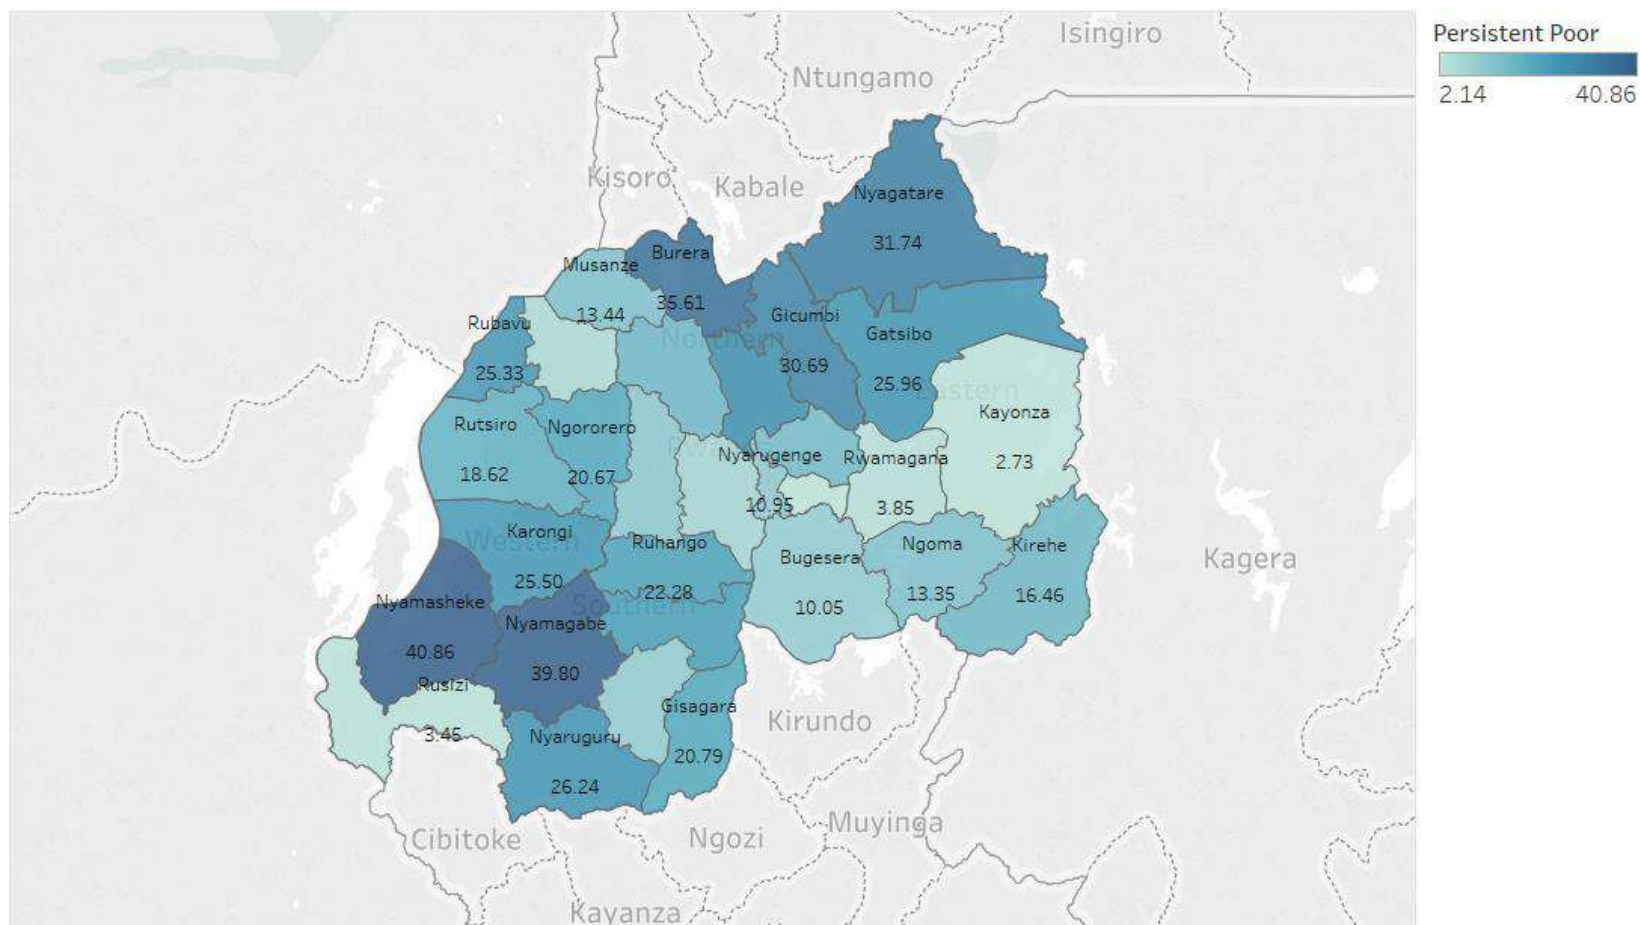 Isingiro
Persistent Poor
2.14 40.86
Ntungamo
Kisoro
Kabale
Nyagatare
31.74
Burera
35.61
Musanze
13.44
Gicumbi
30.69
Rubavu
25.33
Gatsibo
25.96
Northern
Eastern
Kayonza
2.73
Rutsiro
18.62
Ngororero
20.67
Nyarugenge
10.95
Rwamagana
3.85
Karongi
25.50
Western
Ruhango
22.28
Bugesera
10.05
Ngoma
13.35
Kirehe
16.46
Kagera
Nyamasheke
40.86
Southern
Nyamagabe
39.80
Rusizi
3.45
Gisagara
20.79
Nyaruguru
26.24
Kirundo
Cibitoke
Ngozi
Muyinga
Kayanza